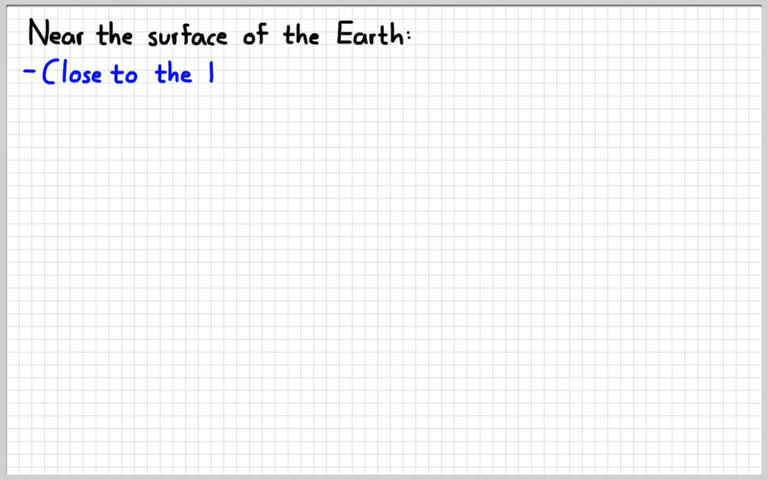 Near the surface of the Earth:
- Close to the l